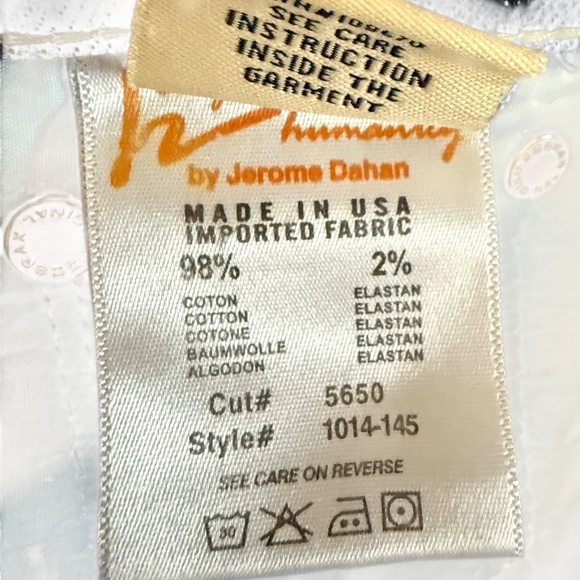 SEE CARE
INSTRUCTION
INSIDE THE
GARMENT
by Jerome Dahan
MADE IN USA
IMPORTED FABRIC
98% 2%
COTON ELASTAN
COTTON ELASTAN
COTONE ELASTAN
BAUMWOLLE ELASTAN
ALGODON ELASTAN
Cut# 5650
Style# 1014-145
SEE CARE ON REVERSE
30